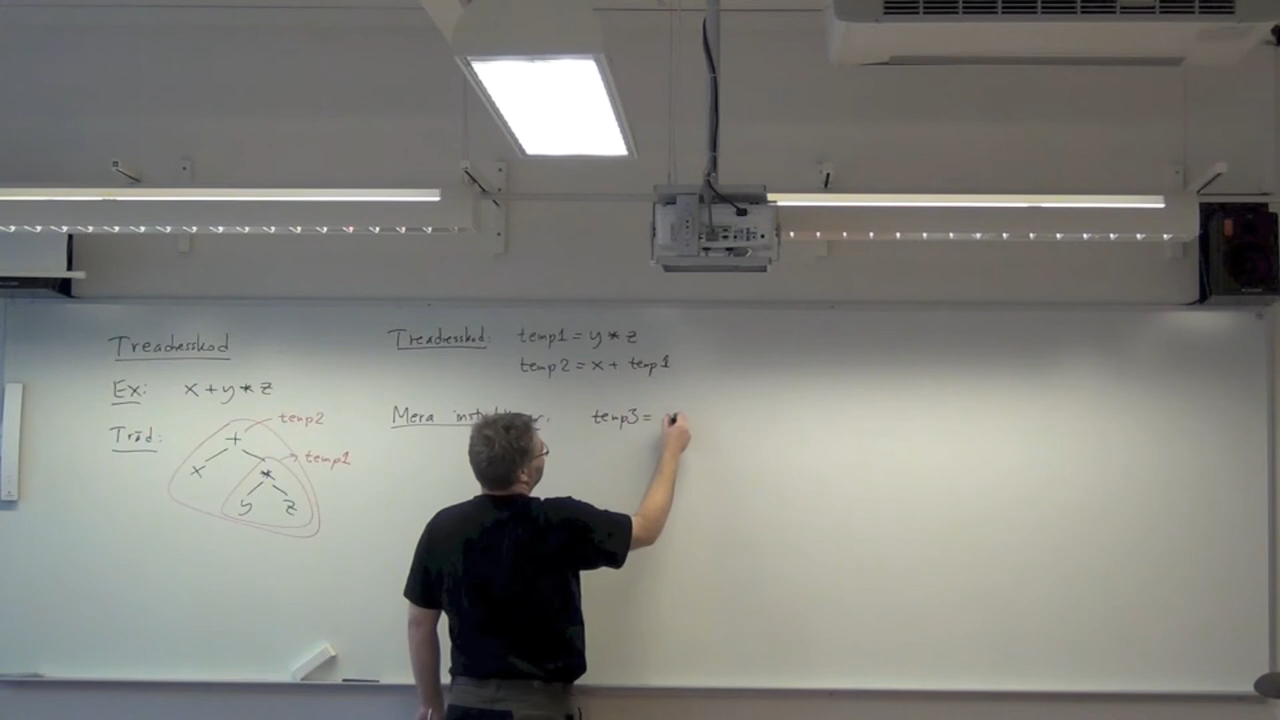 Treadresskod
Ex: x + y * z
Träd:
+
x *
y z
temp2
temp1
Treadresskod: temp1 = y * z
temp2 = x + temp1
Mera temp3 =